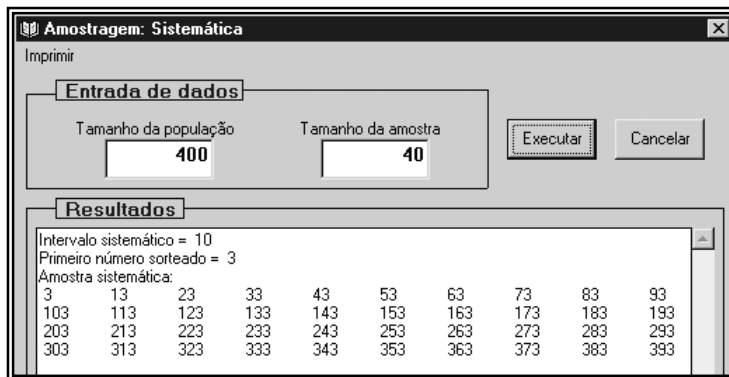 Amostragem: Sistemática
Imprimir
Entrada de dados
Tamanho da população Tamanho da amostra
400 40
Executar Cancelar
Resultados
Intervalo sistemático = 10
Primeiro número sorteado = 3
Amostra sistemática:
3 13 23 33 43 53 63 73 83 93
103 113 123 133 143 153 163 173 183 193
203 213 223 233 243 253 263 273 283 293
303 313 323 333 343 353 363 373 383 393